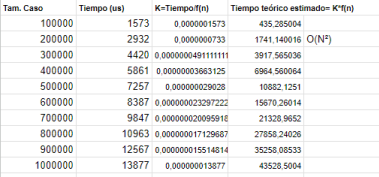 Tam. Caso Tiempo (us) K=Tiempo/f(n) Tiempo teórico estimado= K*f(n)
100000 1573 0,0000001573 435,285004
200000 2932 0,0000000733 1741,140016 O(N²)
300000 4420 0,0000000491111111 3917,565036
400000 5861 0,00000003663125 6964,560064
500000 7257 0,000000029028 10882,1251
600000 8387 0,0000000232972222 15670,26014
700000 9847 0,0000000200959184 21328,9652
800000 10963 0,0000000171296875 27858,24026
900000 12567 0,0000000155148148 35258,08533
1000000 13877 0,000000013877 43528,5004